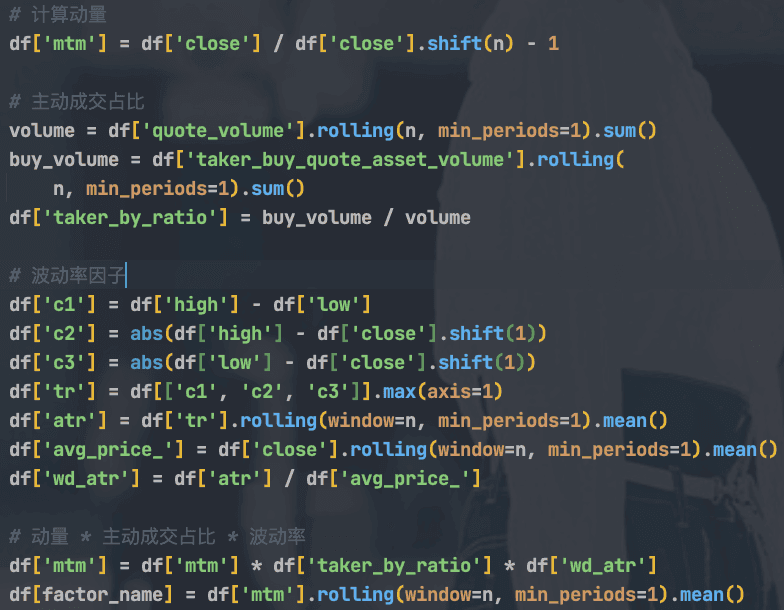 # 计算动量
df['mtm'] = df['close'] / df['close'].shift(n) - 1
# 主动成交占比
volume = df['quote_volume'].rolling(n, min_periods=1).sum()
buy_volume = df['taker_buy_quote_asset_volume'].rolling(
    n, min_periods=1).sum()
df['taker_by_ratio'] = buy_volume / volume
# 波动率因子
df['c1'] = df['high'] - df['low']
df['c2'] = abs(df['high'] - df['close'].shift(1))
df['c3'] = abs(df['low'] - df['close'].shift(1))
df['tr'] = df[['c1', 'c2', 'c3']].max(axis=1)
df['atr'] = df['tr'].rolling(window=n, min_periods=1).mean()
df['avg_price_'] = df['close'].rolling(window=n, min_periods=1).mean()
df['wd_atr'] = df['atr'] / df['avg_price_']
# 动量 * 主动成交占比 * 波动率
df['mtm'] = df['mtm'] * df['taker_by_ratio'] * df['wd_atr']
df[factor_name] = df['mtm'].rolling(window=n, min_periods=1).mean()